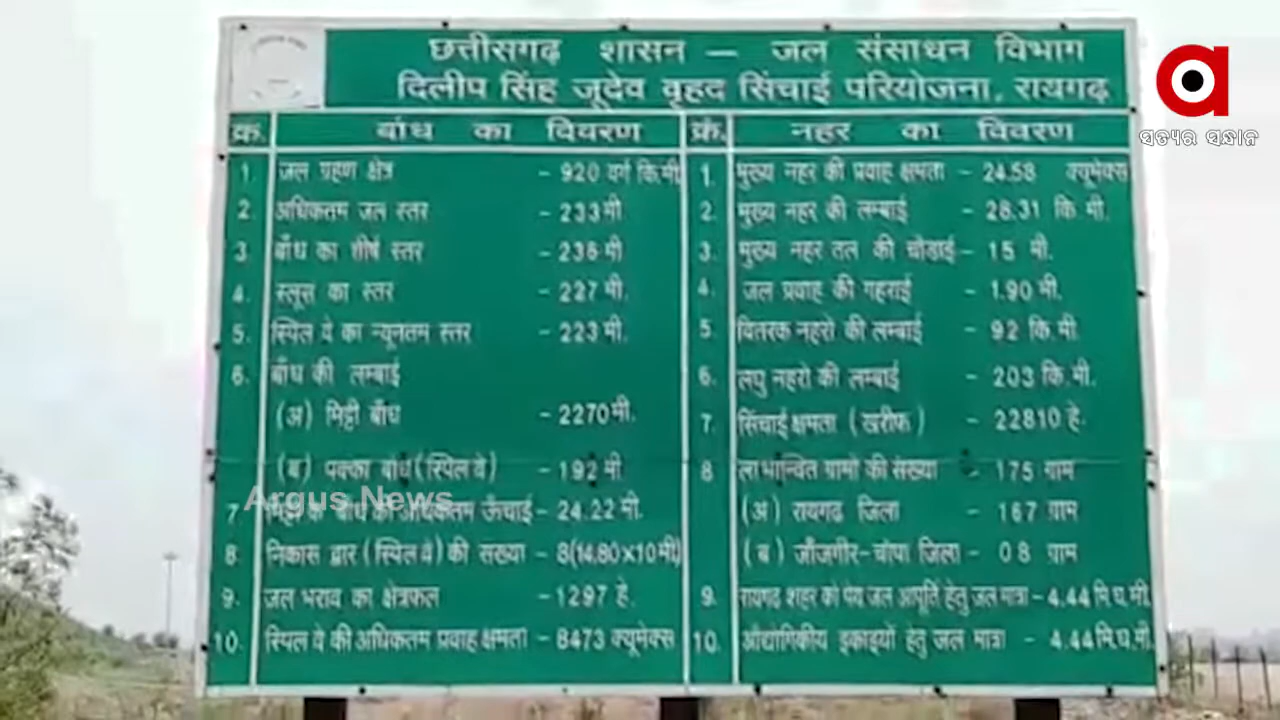 छत्तीसगढ़ शासन — जल संसाधन विभाग
दिलीप सिंह जूदेव वृहद सिंचाई परियोजना, रायगढ़
क्र. बांध का विवरण
1. जल ग्रहण क्षेत्र - 920 वर्ग कि.मी.
2. अधिकतम जल स्तर - 233 मी.
3. बाँध का शीर्ष स्तर - 236 मी
4. स्लूस का स्तर - 227 मी.
5. स्पिल वे का न्यूनतम स्तर - 223 मी.
6. बाँध की लम्बाई
(अ) मिट्टी बाँध - 2270 मी.
(ब) पक्का बाँध (स्पिल वे) - 192 मी
7 मिट्टी के बाँध की अधिकतम ऊँचाई - 24.22 मी.
8. निकास द्वार (स्पिल वे) की संख्या - 8(14.80x10 मी)
9. जल भराव का क्षेत्रफल - 1297 हे.
10. स्पिल वे की अधिकतम प्रवाह क्षमता - 8473 क्यूमेक्स
क्रं. नहर का विवरण
1. मुख्य नहर की प्रवाह क्षमता - 24.58 क्यूमेक्स
2. मुख्य नहर की लम्बाई - 28.31 कि.मी.
3. मुख्य नहर तल की चौडाई - 15 मी.
4. जल प्रवाह की गहराई - 1.90 मी.
5. वितरक नहरो की लम्बाई - 92 कि.मी.
6. लघु नहरो की लम्बाई - 203 कि.मी.
7. सिंचाई क्षमता (खरीफ) - 22810 हे.
8 लाभान्वित ग्रामो की संख्या - 175 ग्राम
(अ) रायगढ जिला - 167 ग्राम
(ब) जाँजगीर-चांपा जिला - 08 ग्राम
9. रायगढ़ शहर को पेय जल आपूर्ति हेतु जल मात्रा - 4.44 मि.घ.मी.
10. औद्योगिकीय इकाइयों हेतु जल मात्रा - 4.44 मि.घ.मी.
Argus News
ସତ୍ୟର ସନ୍ଧାନ